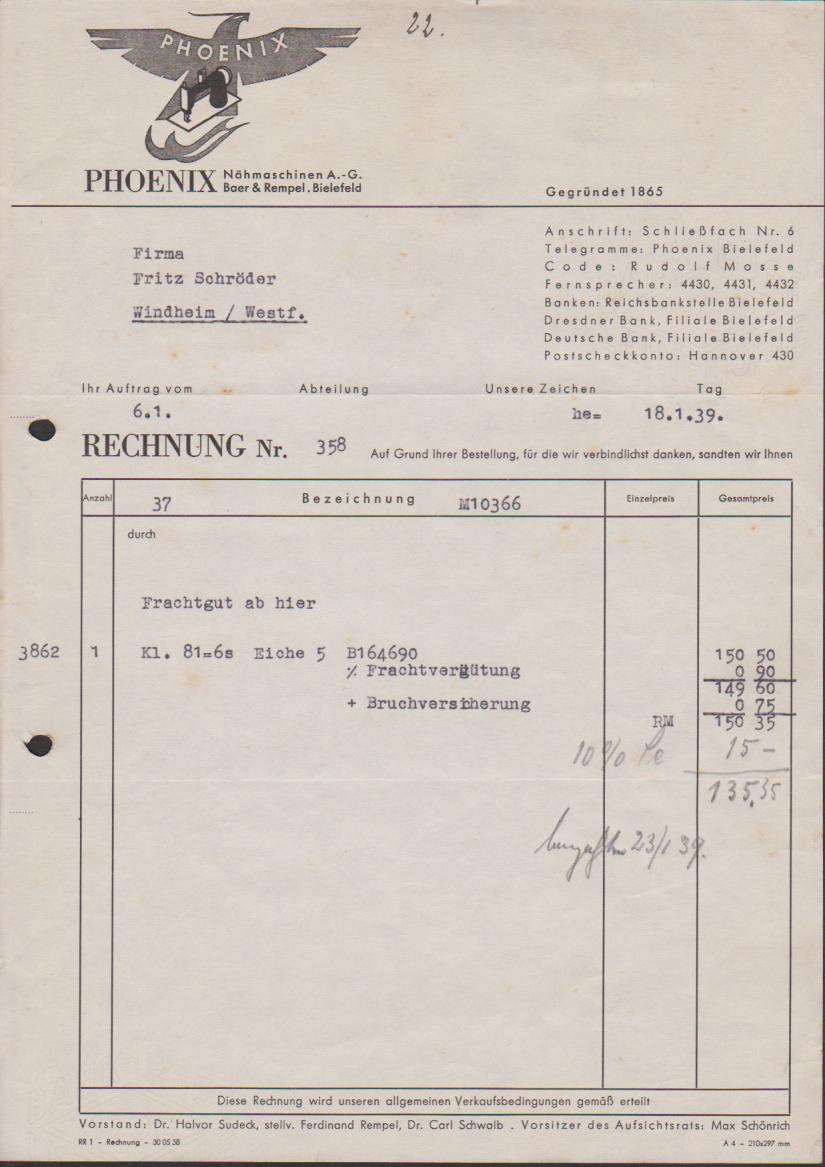 22.
PHOENIX
PHOENIX Nähmaschinen A.-G.
Baer & Rempel, Bielefeld
Gegründet 1865
Firma
Fritz Schröder
Windheim / Westf.
Anschrift: Schließfach Nr. 6
Telegramme: Phoenix Bielefeld
Code: Rudolf Mosse
Fernsprecher: 4430, 4431, 4432
Banken: Reichsbankstelle Bielefeld
Dresdner Bank, Filiale Bielefeld
Deutsche Bank, Filiale Bielefeld
Postscheckkonto: Hannover 430
Ihr Auftrag vom Abteilung Unsere Zeichen Tag
6.1. he= 18.1.39.
RECHNUNG Nr. 358 Auf Grund Ihrer Bestellung, für die wir verbindlichst danken, sandten wir Ihnen
Anzahl 37 Bezeichnung M10366 Einzelpreis Gesamtpreis
durch
Frachtgut ab hier
3862 1 Kl. 81=6s Eiche 5 B164690 150 50
% Frachtvergütung 0 90
149 60
+ Bruchversicherung 0 75
RM 150 35
10% 15 -
135,35
23/1 39.
Diese Rechnung wird unseren allgemeinen Verkaufsbedingungen gemäß erteilt
Vorstand: Dr. Halvor Sudeck, stellv. Ferdinand Rempel, Dr. Carl Schwalb . Vorsitzer des Aufsichtsrats: Max Schönrich
RR 1 - Rechnung - 30 05 38 A 4 - 210x297 mm